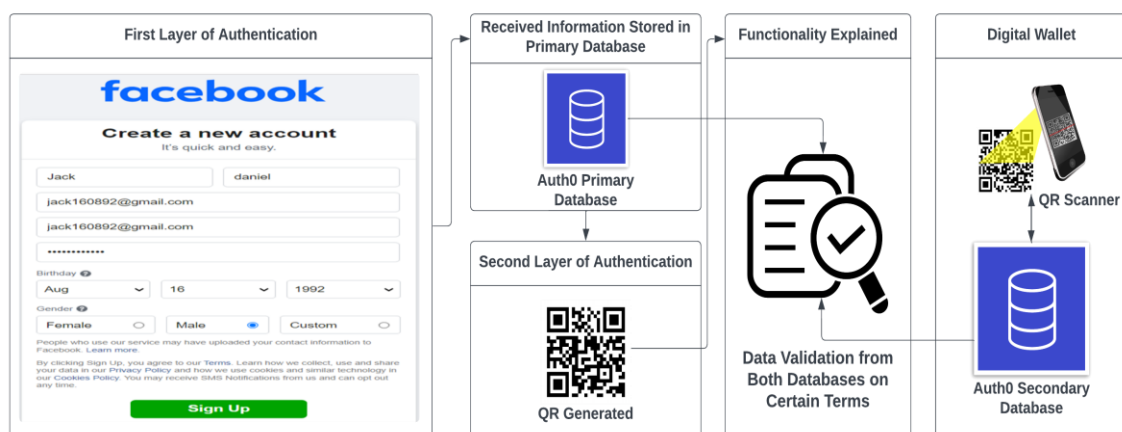 First Layer of Authentication
facebook
Create a new account
It's quick and easy.
Jack
daniel
jack160892@gmail.com
jack160892@gmail.com
••••••••••••
Birthday ?
Aug
16
1992
Gender ?
Female
Male
Custom
People who use our service may have uploaded your contact information to
Facebook. Learn more.
By clicking Sign Up, you agree to our Terms. Learn how we collect, use and share
your data in our Privacy Policy and how we use cookies and similar technology in
our Cookies Policy. You may receive SMS Notifications from us and can opt out
any time.
Sign Up
Received Information Stored in
Primary Database
Auth0 Primary
Database
Second Layer of Authentication
QR Generated
Functionality Explained
Data Validation from
Both Databases on
Certain Terms
Digital Wallet
QR Scanner
Auth0 Secondary
Database